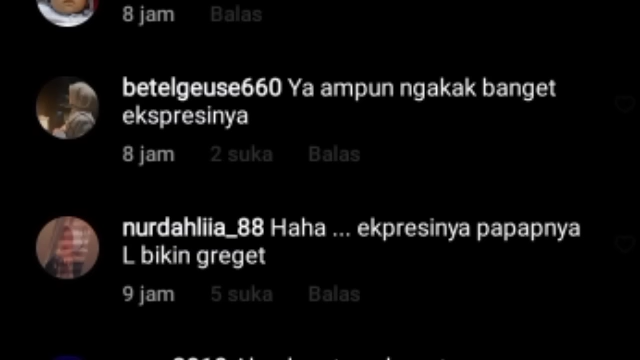 8 jam Balas
betelgeuse660 Ya ampun ngakak banget
ekspresinya
8 jam 2 suka Balas
nurdahliia_88 Haha ... ekpresinya papapnya
L bikin greget
9 jam 5 suka Balas